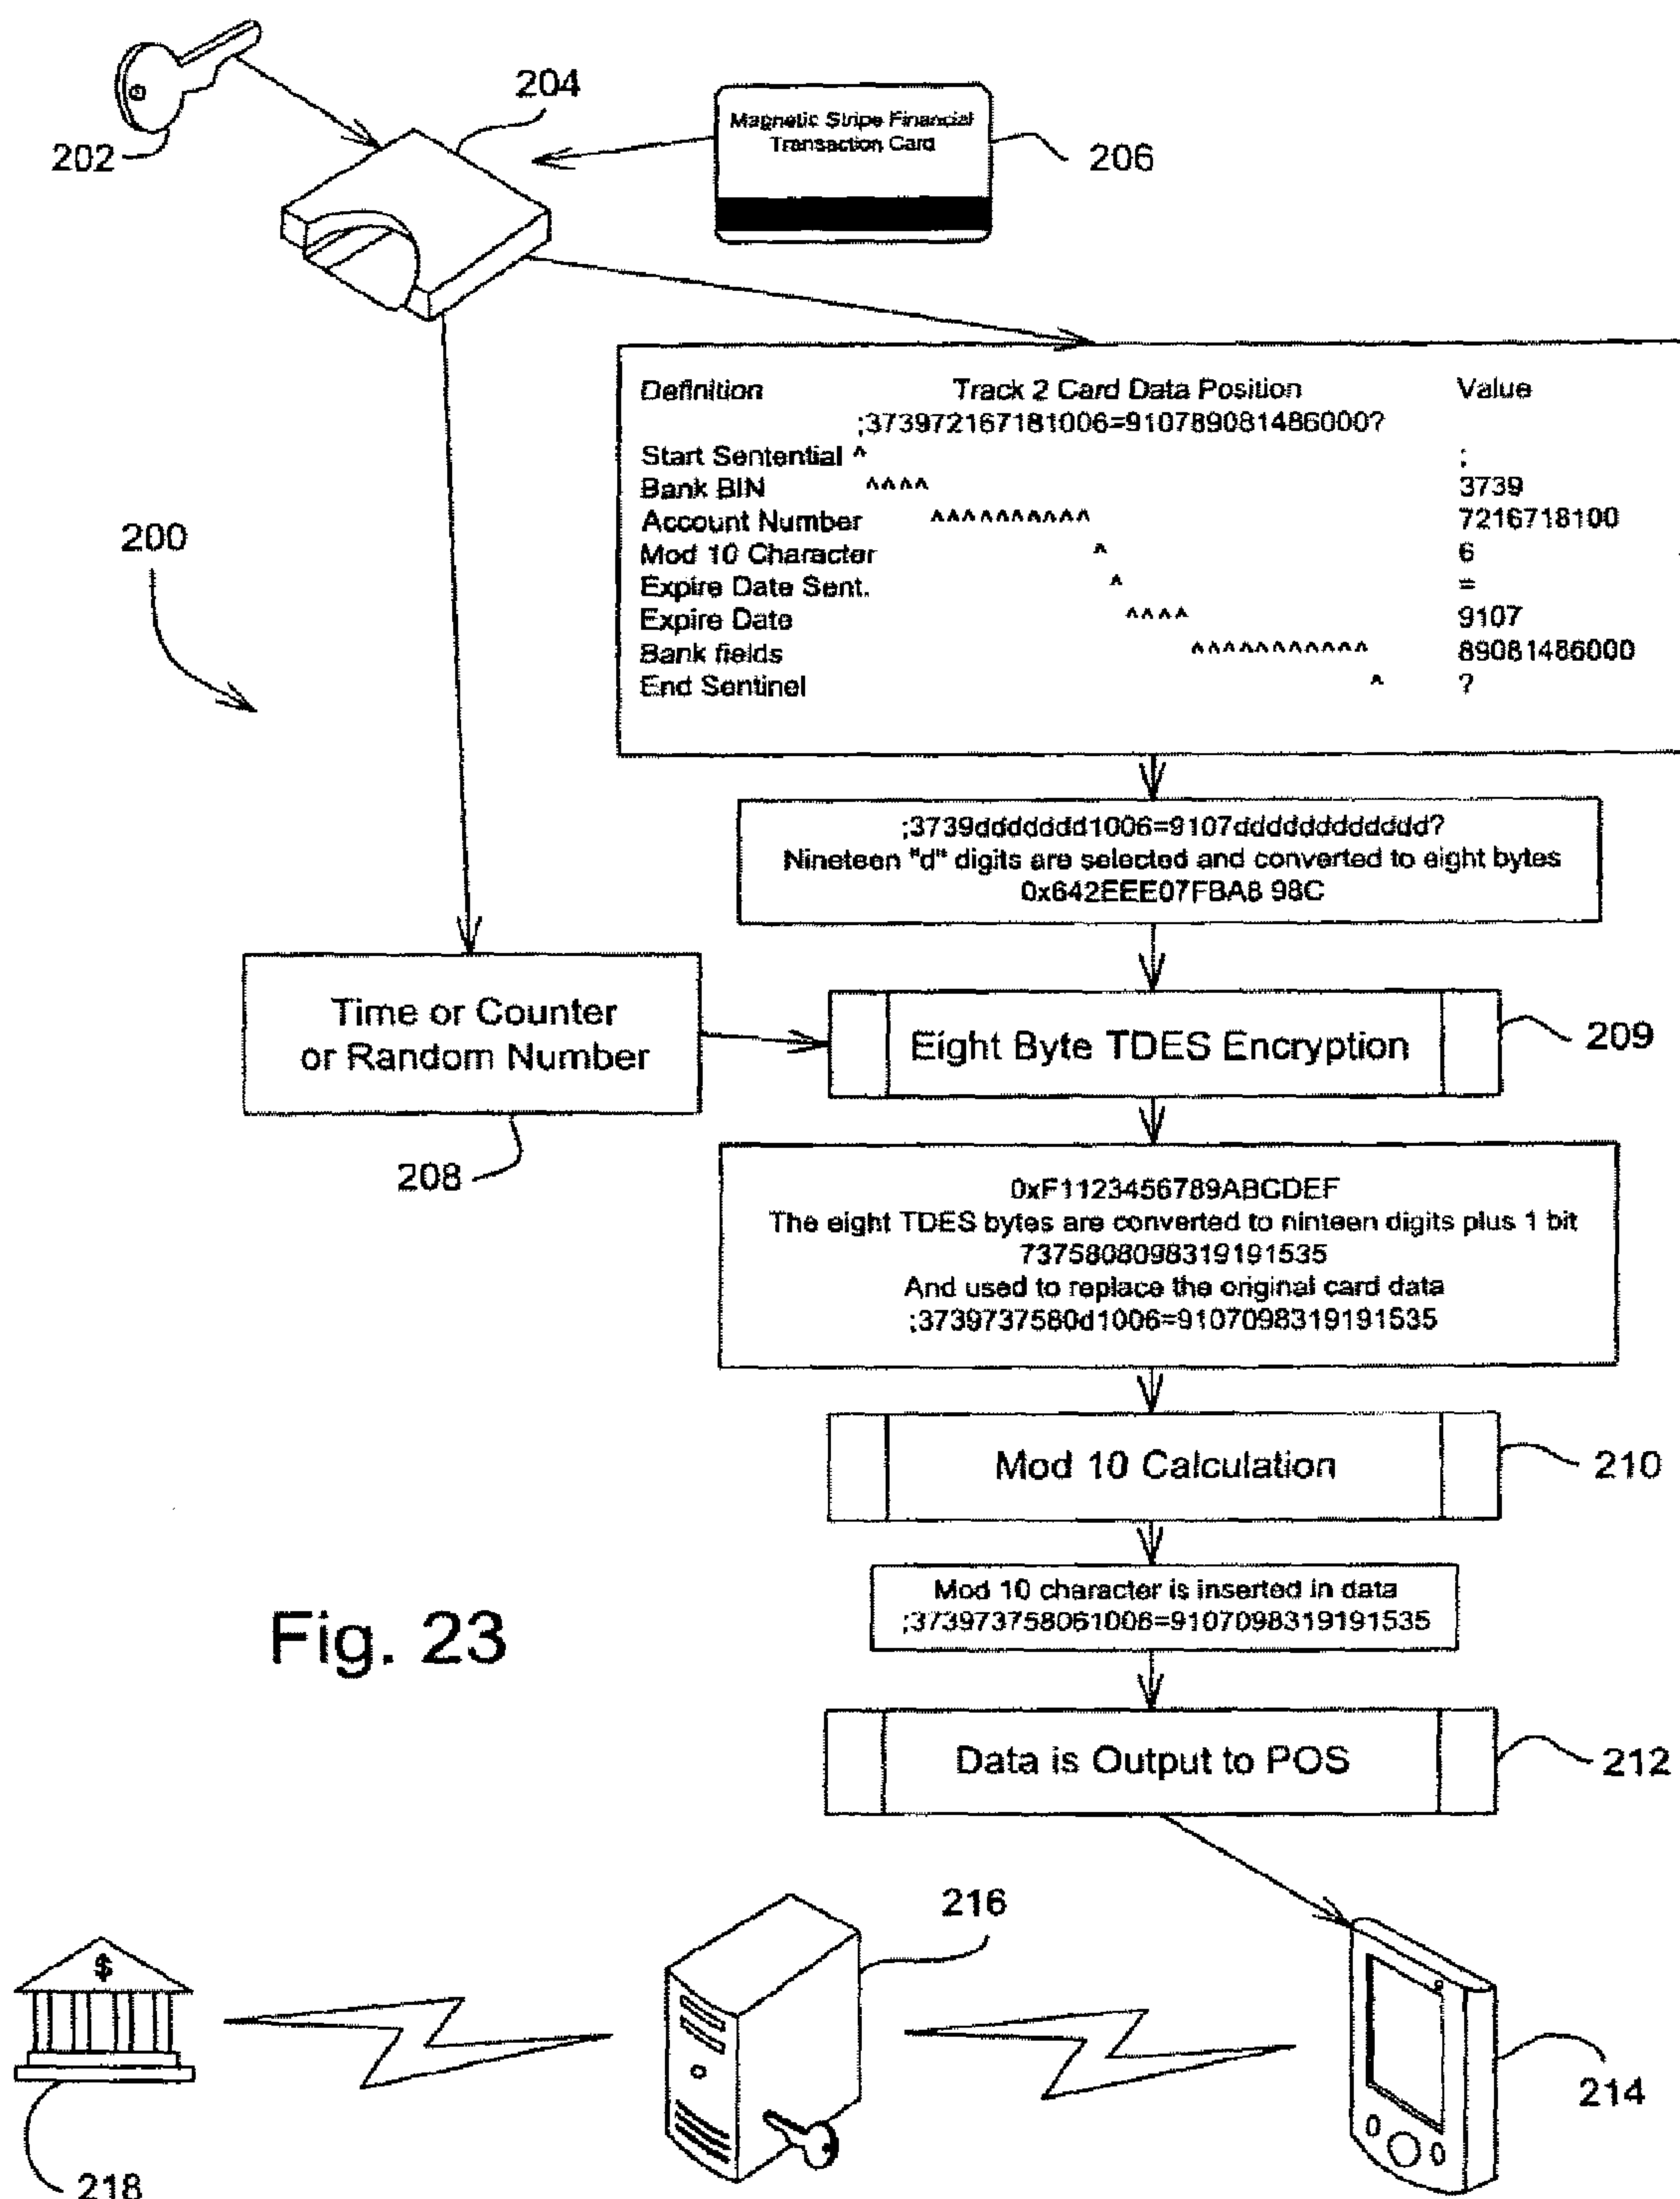 202
204
Magnetic Stripe Financial
Transaction Card
206
200
Definition Track 2 Card Data Position Value
;373972167181006=910789081486000?
Start Sentential ^ ;
Bank BIN ^^^^ 3739
Account Number ^^^^^^^^^^ 7216718100
Mod 10 Character ^ 6
Expire Date Sent. ^ =
Expire Date ^^^^ 9107
Bank fields ^^^^^^^^^^^ 89081486000
End Sentinel ^ ?
;3739ddddddd1006=9107dddddddddddd?
Nineteen "d" digits are selected and converted to eight bytes
0x642EEE07FBA8 98C
Time or Counter
or Random Number
208
Eight Byte TDES Encryption
209
0xF1123456789ABCDEF
The eight TDES bytes are converted to ninteen digits plus 1 bit
7375808098319191535
And used to replace the original card data
;3739737580d1006=9107098319191535
Mod 10 Calculation
210
Mod 10 character is inserted in data
;373973758061006=9107098319191535
Data is Output to POS
212
Fig. 23
216
$
214
218